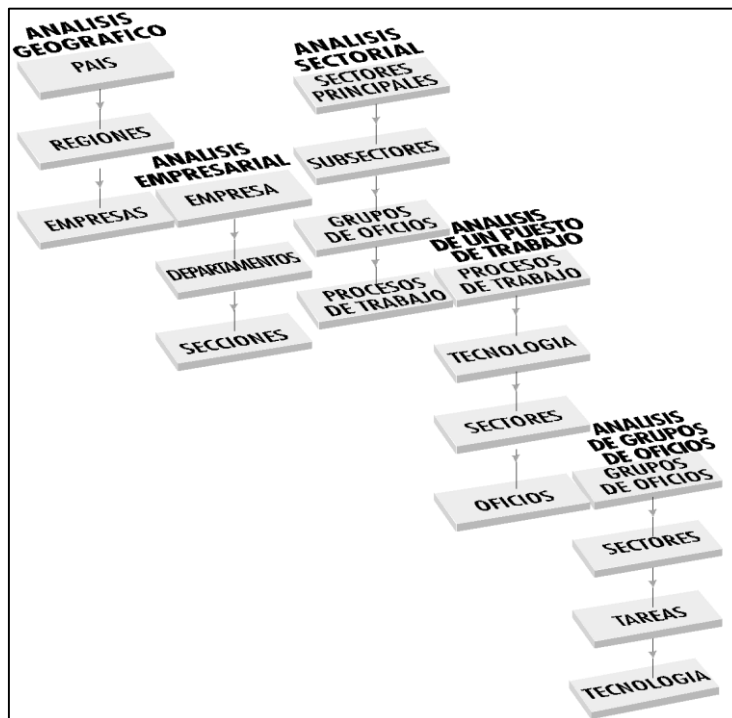 ANALISIS
GEOGRAFICO
PAIS
REGIONES
EMPRESAS
ANALISIS
EMPRESARIAL
EMPRESA
DEPARTAMENTOS
SECCIONES
ANALISIS
SECTORIAL
SECTORES
PRINCIPALES
SUBSECTORES
GRUPOS
DE OFICIOS
PROCESOS
DE TRABAJO
ANALISIS
DE UN PUESTO
DE TRABAJO
PROCESOS
DE TRABAJO
TECNOLOGIA
SECTORES
OFICIOS
ANALISIS
DE GRUPOS
DE OFICIOS
GRUPOS
DE OFICIOS
SECTORES
TAREAS
TECNOLOGIA